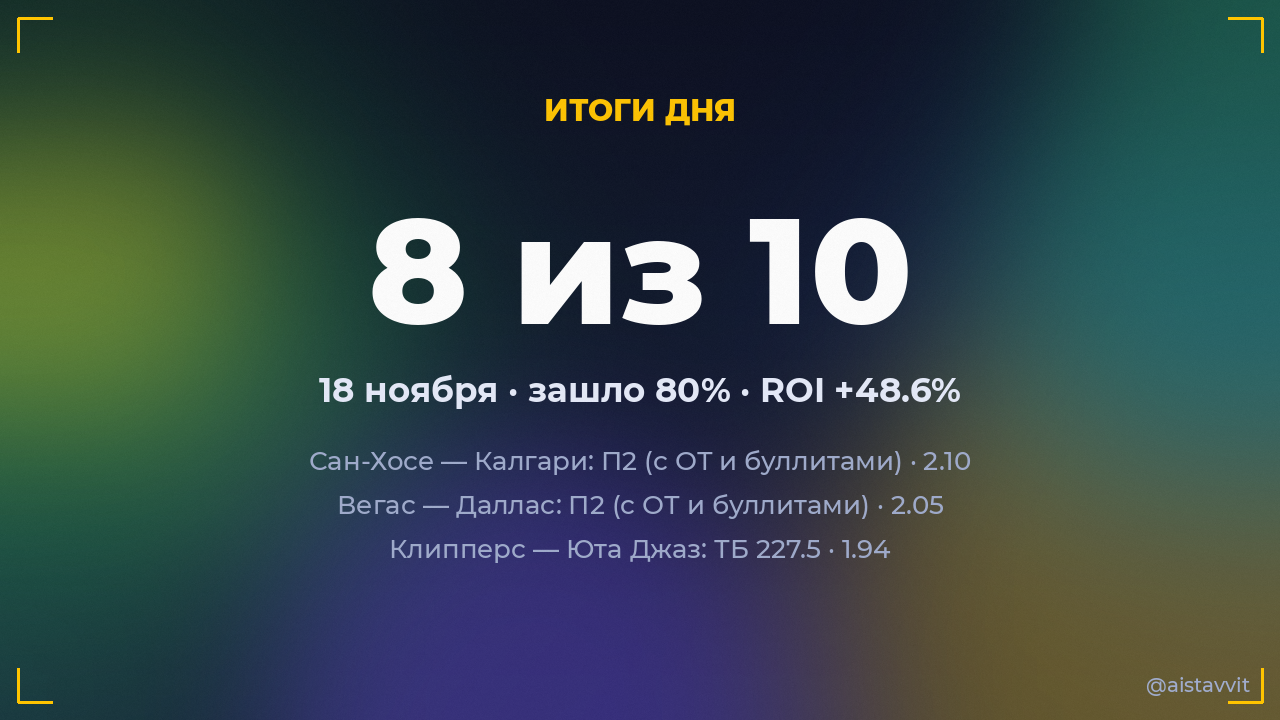 ИТОГИ ДНЯ
8 из 10
18 ноября · зашло 80% · ROI +48.6%
Сан-Хосе — Калгари: П2 (с ОТ и буллитами) · 2.10
Вегас — Даллас: П2 (с ОТ и буллитами) · 2.05
Клипперс — Юта Джаз: ТБ 227.5 · 1.94
@aistavvit